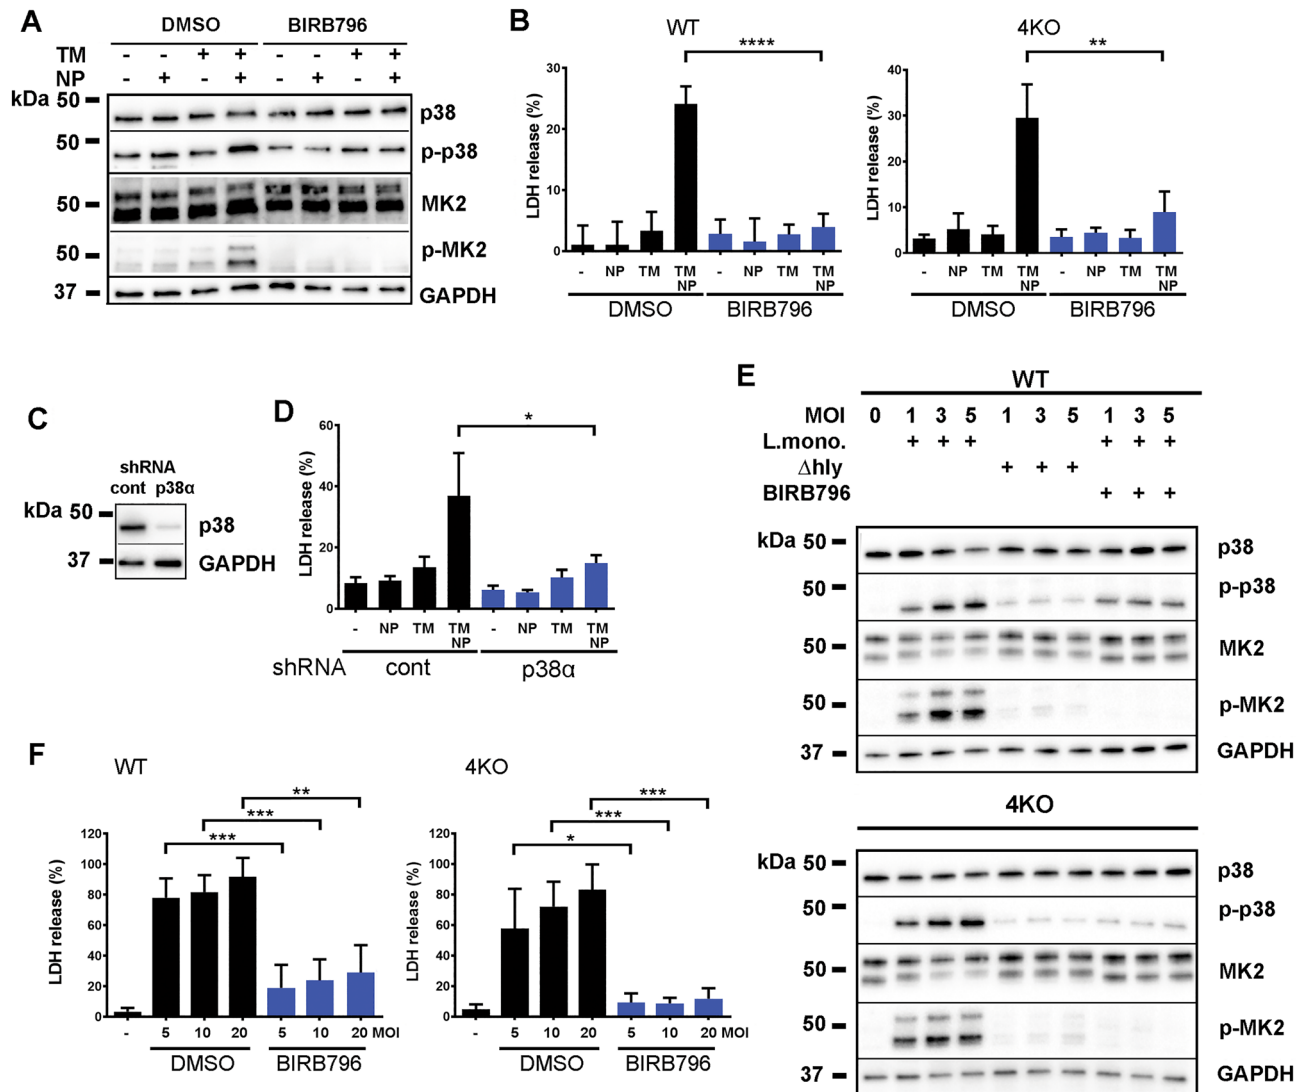 A
DMSO BIRB796
TM - - + + - - + +
NP - + - + - + - +
kDa 50
p38
50
p-p38
50
MK2
50
p-MK2
37
GAPDH
B
WT
****
LDH release (%)
30
20
10
0
- NP TM TM NP - NP TM TM NP
DMSO BIRB796
4KO
**
LDH release (%)
40
30
20
10
0
- NP TM TM NP - NP TM TM NP
DMSO BIRB796
C
shRNA
cont p38α
kDa 50
p38
37
GAPDH
D
*
LDH release (%)
60
40
20
0
- NP TM TM NP - NP TM TM NP
shRNA cont p38α
E
WT
MOI 0 1 3 5 1 3 5 1 3 5
L.mono. + + + + + +
Δhly + + +
BIRB796 + + +
kDa 50
p38
50
p-p38
50
MK2
50
p-MK2
37
GAPDH
4KO
kDa 50
p38
50
p-p38
50
MK2
50
p-MK2
37
GAPDH
F
WT
**
***
***
LDH release (%)
120
100
80
60
40
20
0
- 5 10 20 5 10 20 MOI
DMSO BIRB796
4KO
***
***
*
LDH release (%)
120
100
80
60
40
20
0
- 5 10 20 5 10 20 MOI
DMSO BIRB796